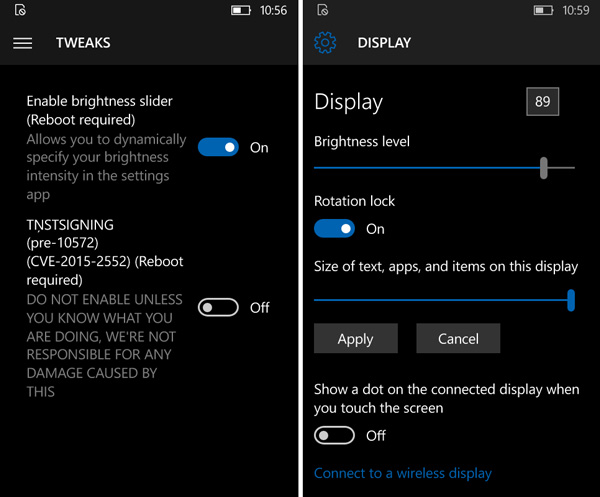 10:56
TWEAKS
Enable brightness slider
(Reboot required)
Allows you to dynamically
specify your brightness
intensity in the settings
app
On
TṆSTSIGNING
(pre-10572)
(CVE-2015-2552) (Reboot
required)
DO NOT ENABLE UNLESS
YOU KNOW WHAT YOU
ARE DOING, WE'RE NOT
RESPONSIBLE FOR ANY
DAMAGE CAUSED BY
THIS
Off
10:59
DISPLAY
Display
89
Brightness level
Rotation lock
On
Size of text, apps, and items on this display
Apply
Cancel
Show a dot on the connected display when
you touch the screen
Off
Connect to a wireless display